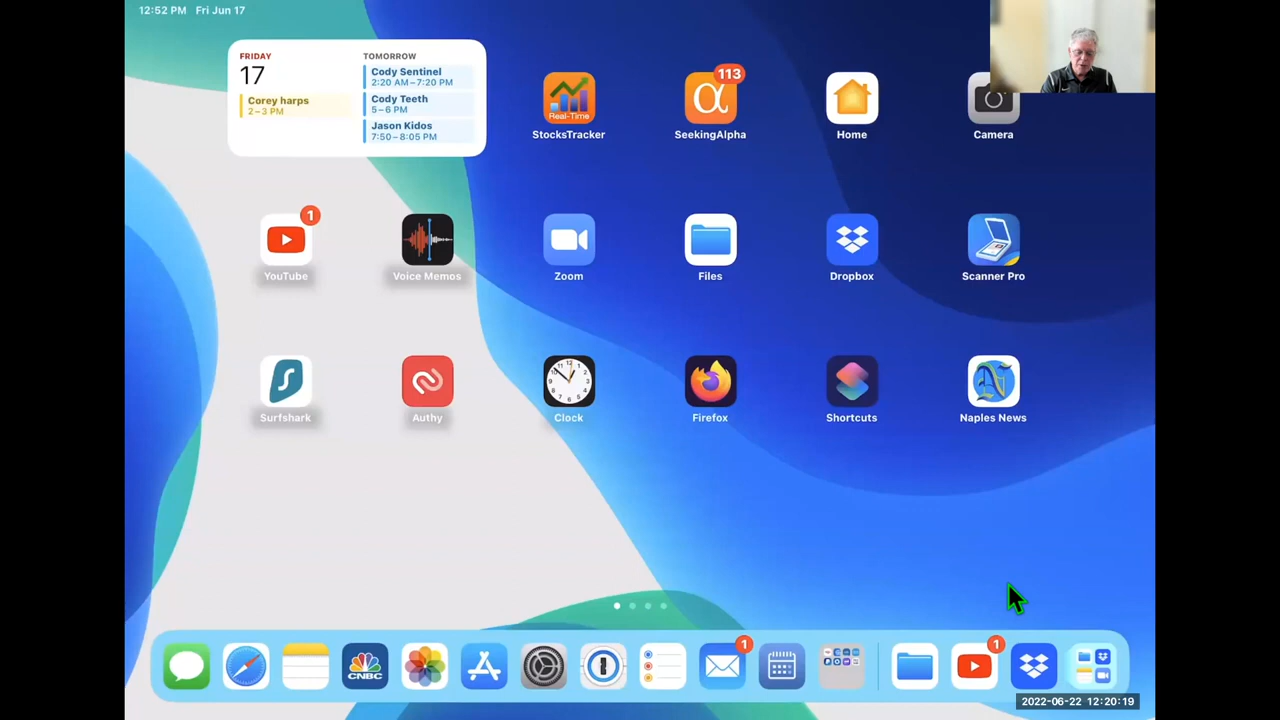 12:52 PM Fri Jun 17
FRIDAY
17
Corey harps
2–3 PM
TOMORROW
Cody Sentinel
2:20 AM–7:20 PM
Cody Teeth
5–6 PM
Jason Kidos
7:50–8:05 PM
Real-Time
StocksTracker
113
SeekingAlpha
Home
Camera
1
YouTube
Voice Memos
Zoom
Files
Dropbox
Scanner Pro
Surfshark
Authy
Clock
Firefox
Shortcuts
Naples News
CNBC
1
1
2022-06-22 12:20:19